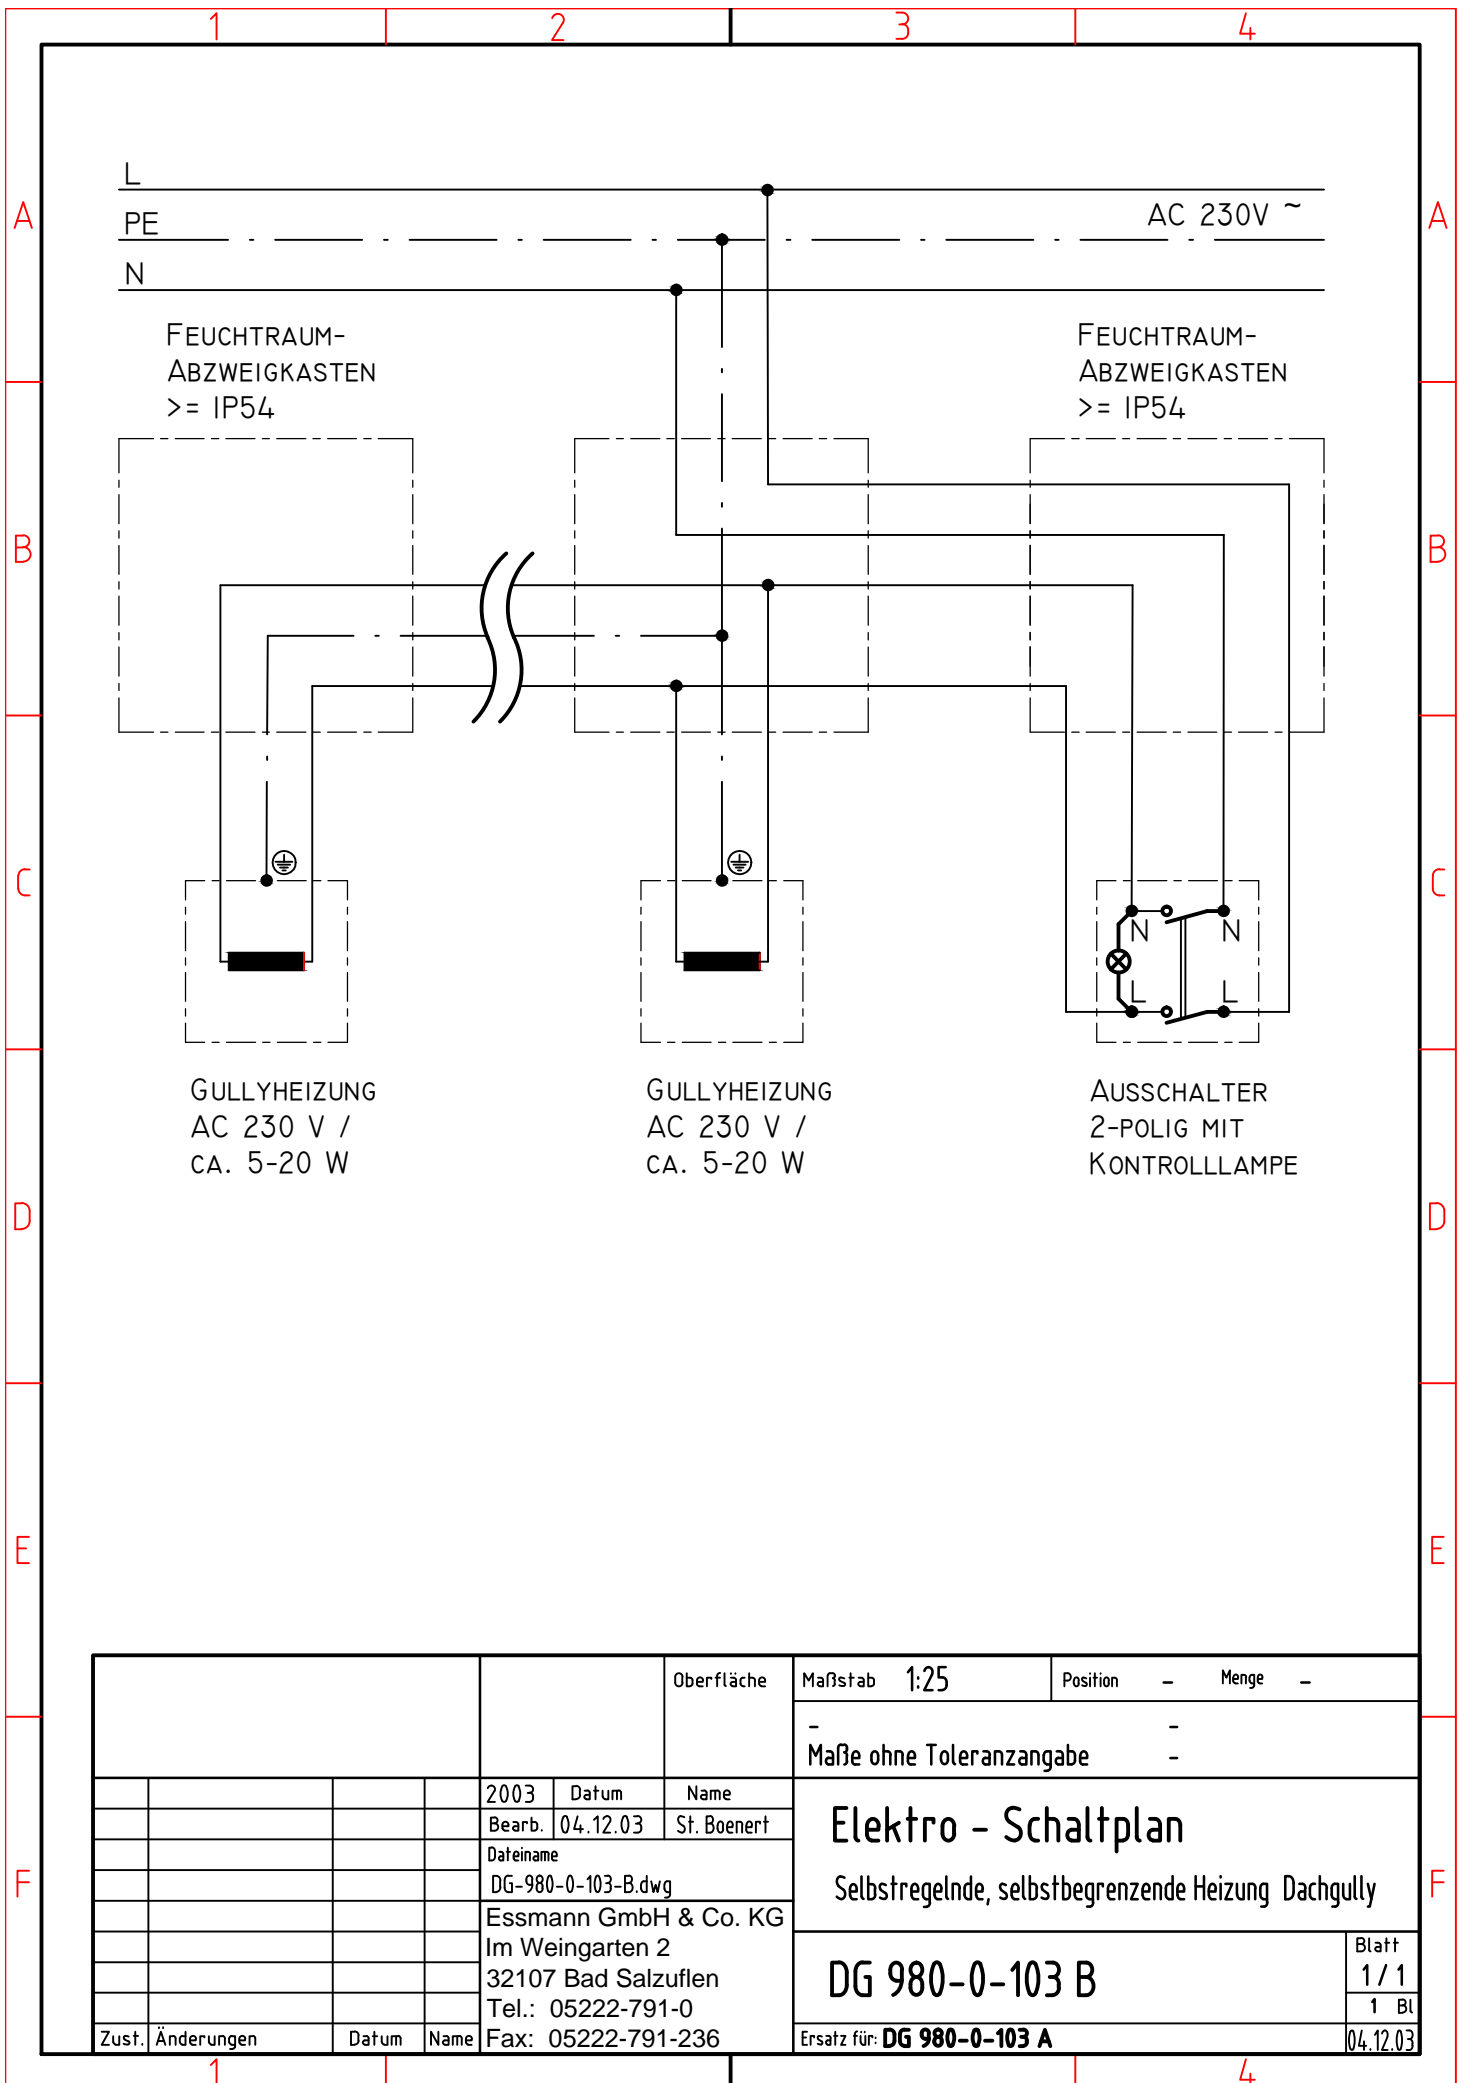 1 2 3 4
L
PE
N
AC 230V ~
A A
FEUCHTRAUM-
ABZWEIGKASTEN
>= IP54
FEUCHTRAUM-
ABZWEIGKASTEN
>= IP54
B B
C C
N N
L L
GULLYHEIZUNG
AC 230 V /
CA. 5-20 W
GULLYHEIZUNG
AC 230 V /
CA. 5-20 W
AUSSCHALTER
2-POLIG MIT
KONTROLLLAMPE
D D
E E
F F
Oberfläche
Maßstab 1:25
Position - Menge -
- -
Maße ohne Toleranzangabe -
2003 Datum Name
Bearb. 04.12.03 St. Boenert
Dateiname
DG-980-0-103-B.dwg
Elektro - Schaltplan
Selbstregelnde, selbstbegrenzende Heizung Dachgully
Essmann GmbH & Co. KG
Im Weingarten 2
32107 Bad Salzuflen
Tel.: 05222-791-0
Fax: 05222-791-236
DG 980-0-103 B
Blatt
1 / 1
1 Bl
Zust. Änderungen Datum Name
Ersatz für: DG 980-0-103 A
04.12.03
1 4